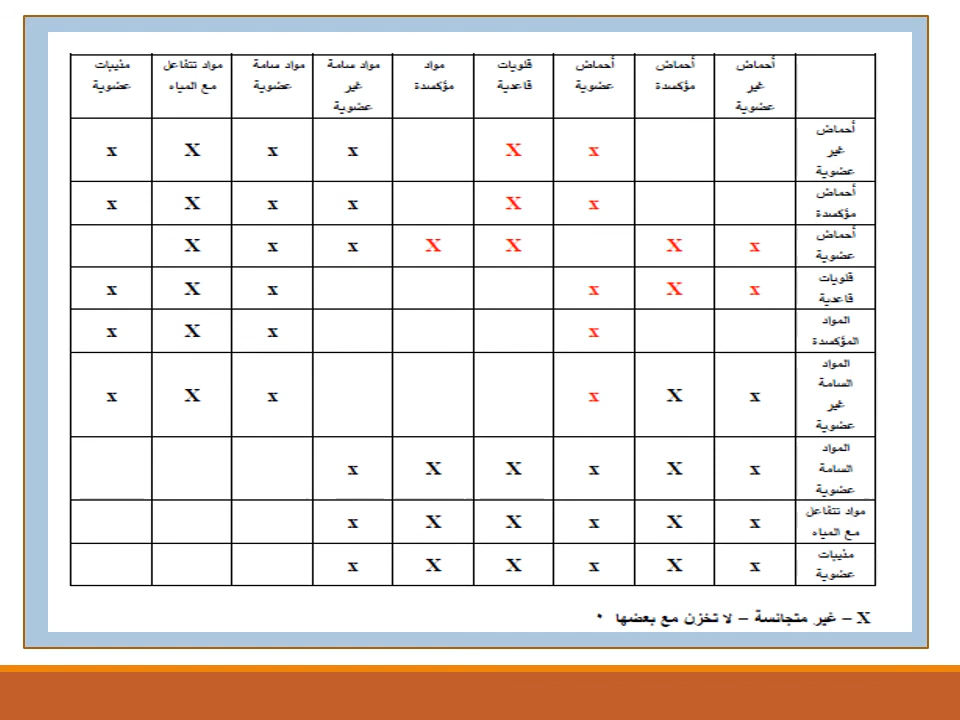 أحماض
غير
عضوية
أحماض
مؤكسدة
أحماض
عضوية
قلويات
قاعدية
مواد
مؤكسدة
مواد سامة
غير
عضوية
مواد سامة
عضوية
مواد تتفاعل
مع المياه
مذيبات
عضوية
أحماض
غير
عضوية
x X x x X x
أحماض
مؤكسدة
x X x x X x
أحماض
عضوية
x X X X x x X
قلويات
قاعدية
x X x x X x
المواد
المؤكسدة
x x X x
المواد
السامة
غير
عضوية
x X x x X x
المواد
السامة
عضوية
x X x X X x
مواد تتفاعل
مع المياه
x X x X X x
مذيبات
عضوية
x X x X X x
X – غير متجانسة – لا تخزن مع بعضها *